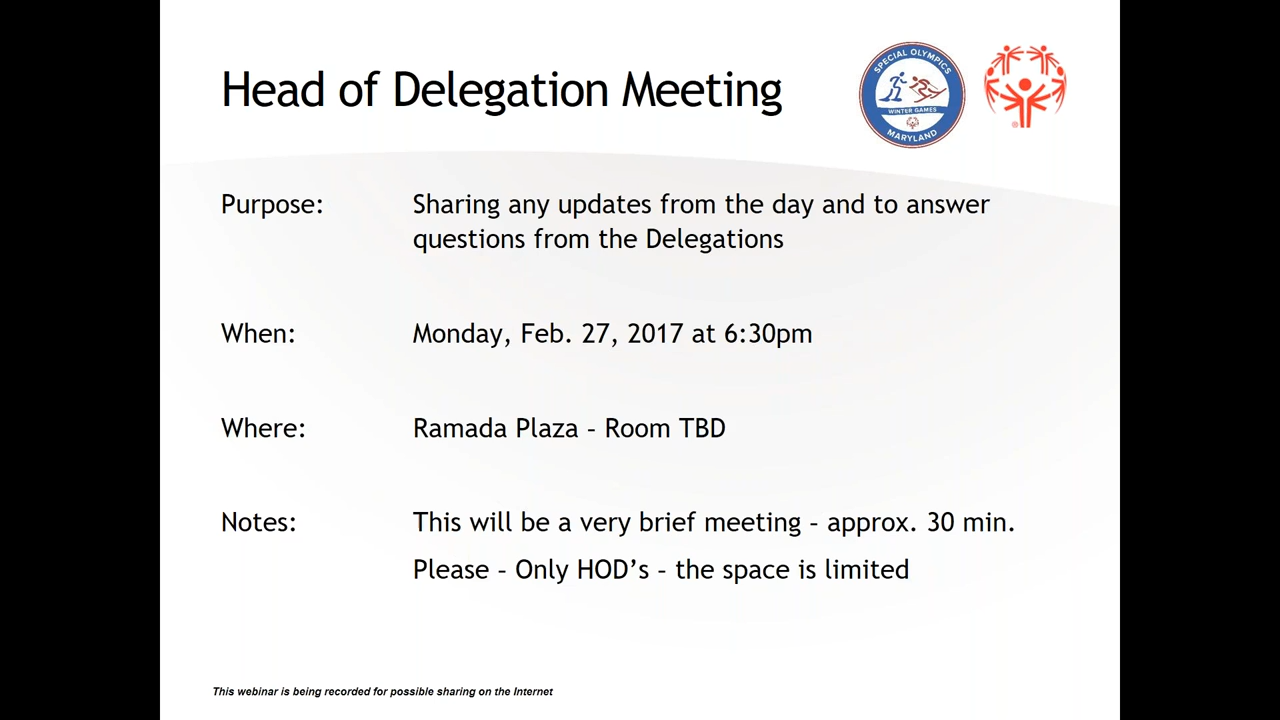 Head of Delegation Meeting
SPECIAL OLYMPICS
WINTER GAMES
MARYLAND
®
Purpose: Sharing any updates from the day and to answer
questions from the Delegations
When: Monday, Feb. 27, 2017 at 6:30pm
Where: Ramada Plaza – Room TBD
Notes: This will be a very brief meeting – approx. 30 min.
Please – Only HOD’s – the space is limited
This webinar is being recorded for possible sharing on the Internet